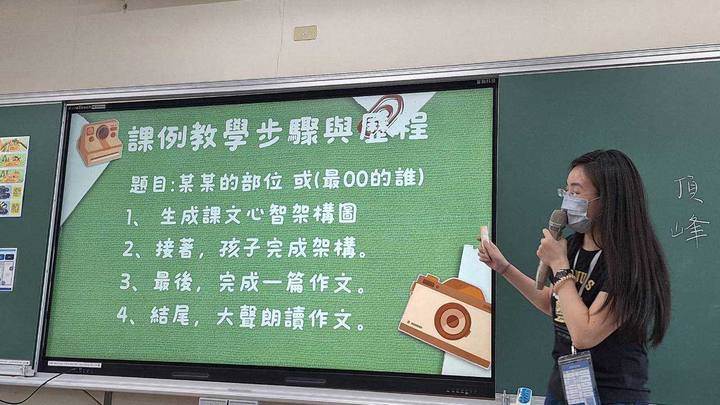 課例教學步驟與歷程
題目:某某的部位 或(最00的誰)
1、 生成課文心智架構圖
2、接著，孩子完成架構。
3、最後，完成一篇作文。
4、結尾，大聲朗讀作文。
頂
峰